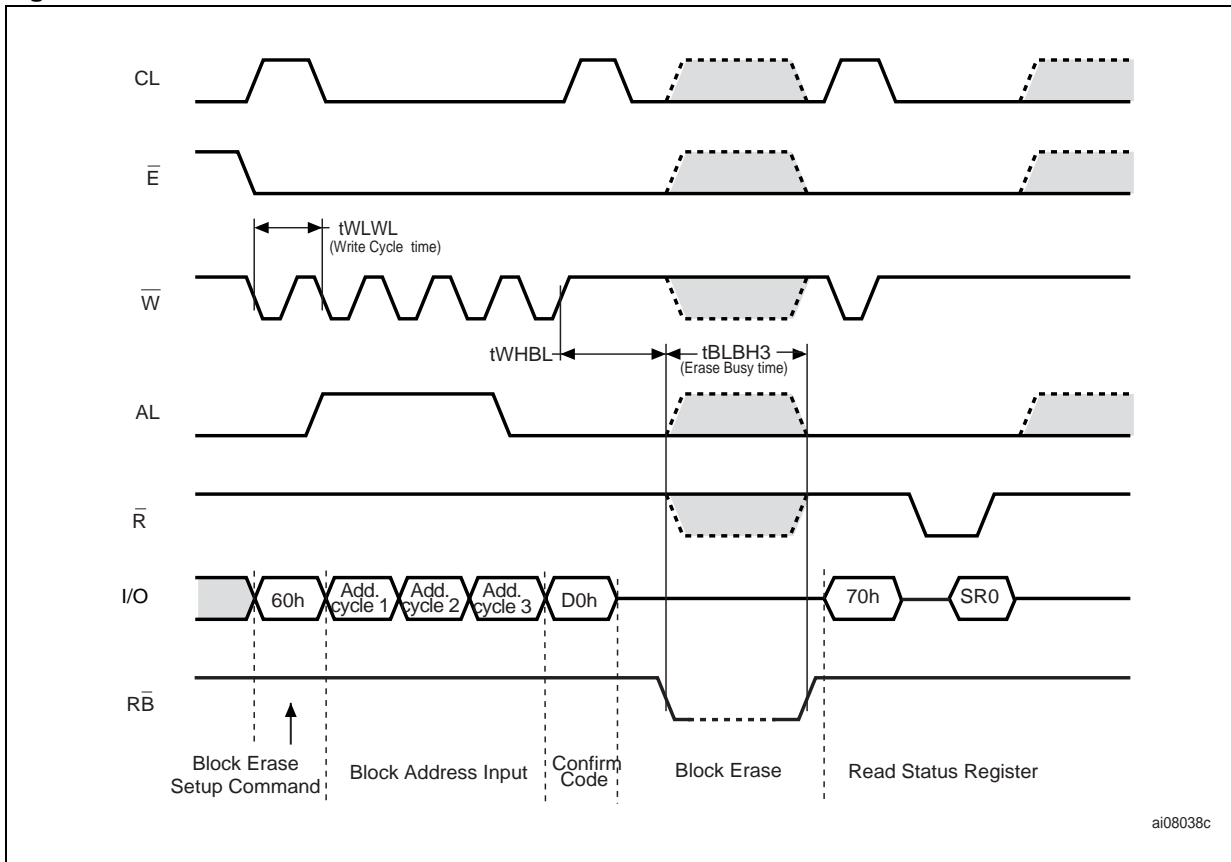 CL
E̅
tWLWL
(Write Cycle time)
W̅
tWHBL
tBLBH3
(Erase Busy time)
AL
R̅
I/O
60h
Add.
cycle 1
Add.
cycle 2
Add.
cycle 3
D0h
70h
SR0
RB̅
Block Erase
Setup Command
Block Address Input
Confirm
Code
Block Erase
Read Status Register
ai08038c